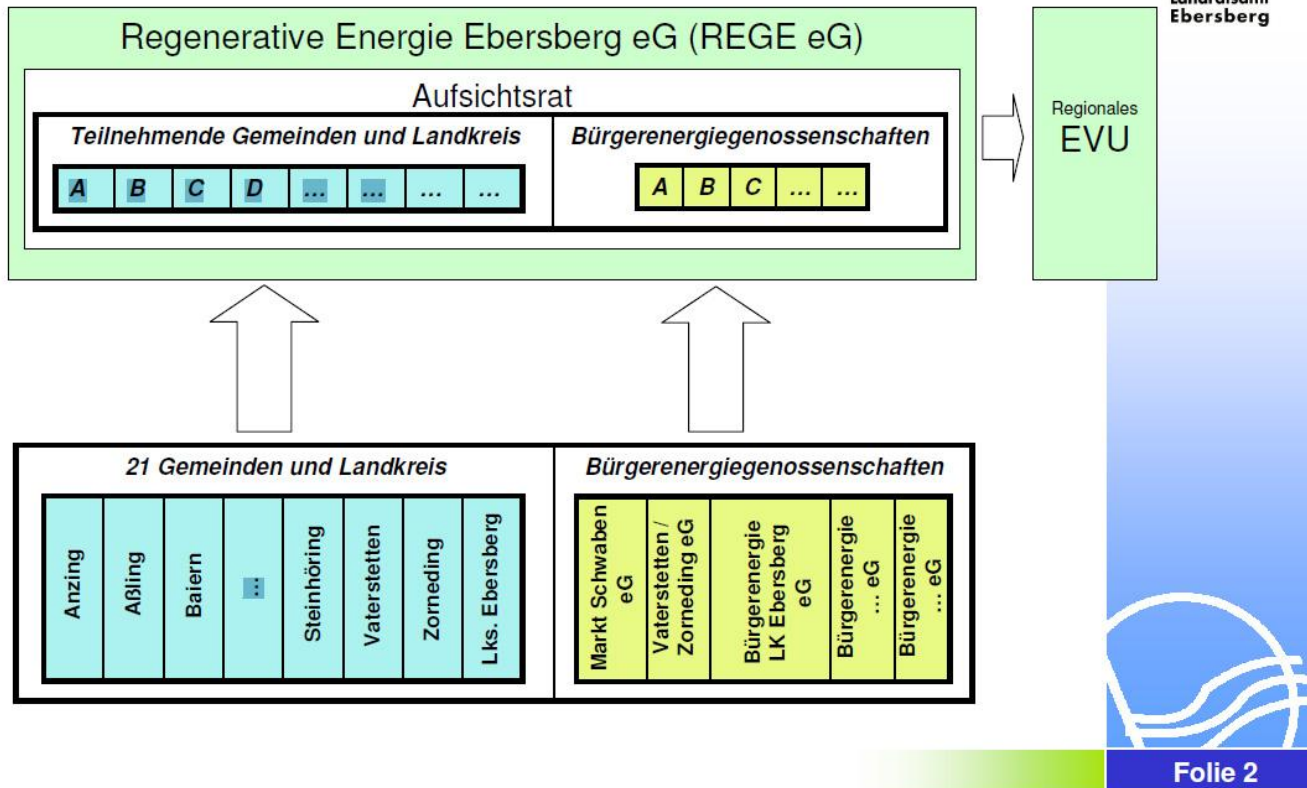 Ebersberg
Regenerative Energie Ebersberg eG (REGE eG)
Aufsichtsrat
Teilnehmende Gemeinden und Landkreis
A B C D ... ... ... ...
Bürgerenergiegenossenschaften
A B C ... ...
Regionales
EVU
21 Gemeinden und Landkreis
Anzing
Aßling
Baiern
...
Steinhöring
Vaterstetten
Zorneding
Lks. Ebersberg
Bürgerenergiegenossenschaften
Markt Schwaben
eG
Vaterstetten /
Zorneding eG
Bürgerenergie
LK Ebersberg
eG
Bürgerenergie
... eG
Bürgerenergie
... eG
Folie 2